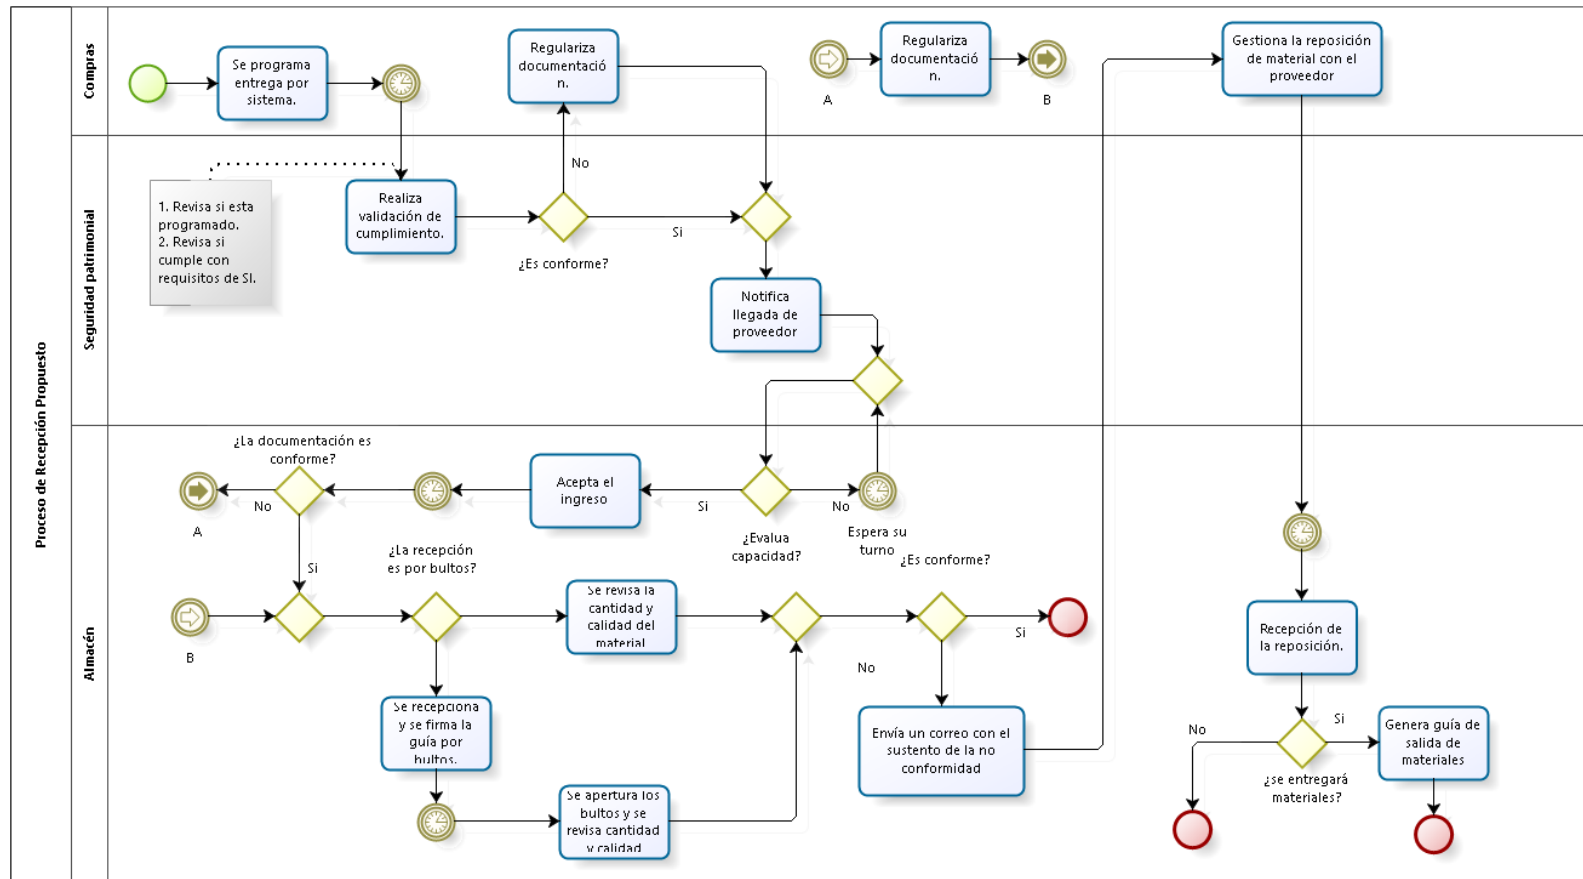 Proceso de Recepción Propuesto
Compras
Se programa
entrega por
sistema.
Regulariza
documentació
n.
A
Regulariza
documentació
n.
B
Gestiona la reposición
de material con el
proveedor
Seguridad patrimonial
1. Revisa si esta
programado.
2. Revisa si
cumple con
requisitos de SI.
Realiza
validación de
cumplimiento.
No
¿Es conforme?
Si
Notifica
llegada de
proveedor
Almacén
¿La documentación es
conforme?
A
No
Si
Acepta el
ingreso
Si
¿Evalua
capacidad?
No
Espera su
turno
B
¿La recepción
es por bultos?
Se revisa la
cantidad y
calidad del
material
Se recepciona
y se firma la
guía por
bultos.
Se apertura los
bultos y se
revisa cantidad
y calidad
¿Es conforme?
Si
No
Envía un correo con el
sustento de la no
conformidad
Recepción de
la reposición.
No
Si
¿se entregará
materiales?
Genera guía de
salida de
materiales